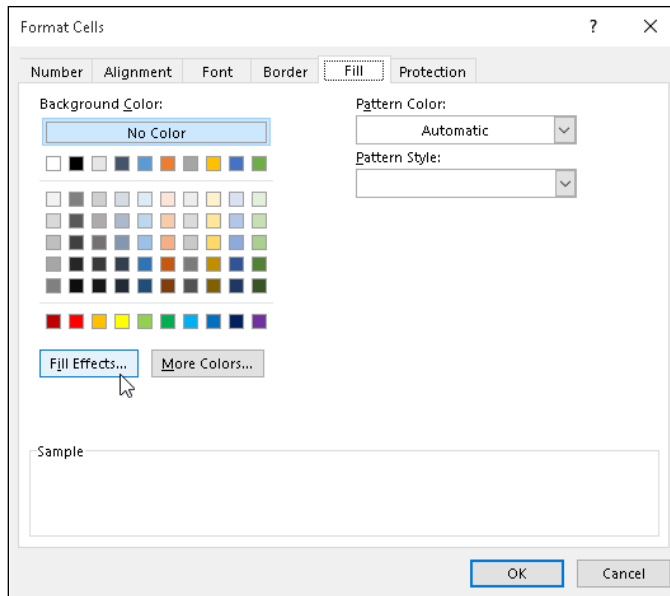 Format Cells ?
Number Alignment Font Border Fill Protection
Background Color: Pattern Color:
No Color Automatic
Pattern Style:
Fill Effects... More Colors...
Sample
OK Cancel